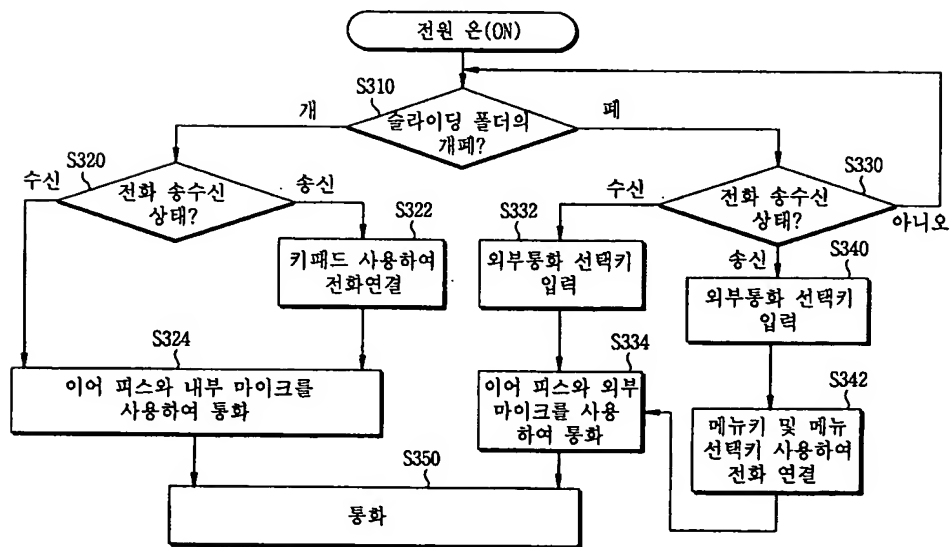 전원 온(ON)
S310
개
슬라이딩 폴더의
개폐?
폐
S320
수신
전화 송수신
상태?
송신
S330
수신
전화 송수신
상태?
아니오
송신
S322
키패드 사용하여
전화연결
S332
외부통화 선택키
입력
S340
외부통화 선택키
입력
S324
이어 피스와 내부 마이크를
사용하여 통화
S334
이어 피스와 외부
마이크를 사용
하여 통화
S342
메뉴키 및 메뉴
선택키 사용하여
전화 연결
S350
통화